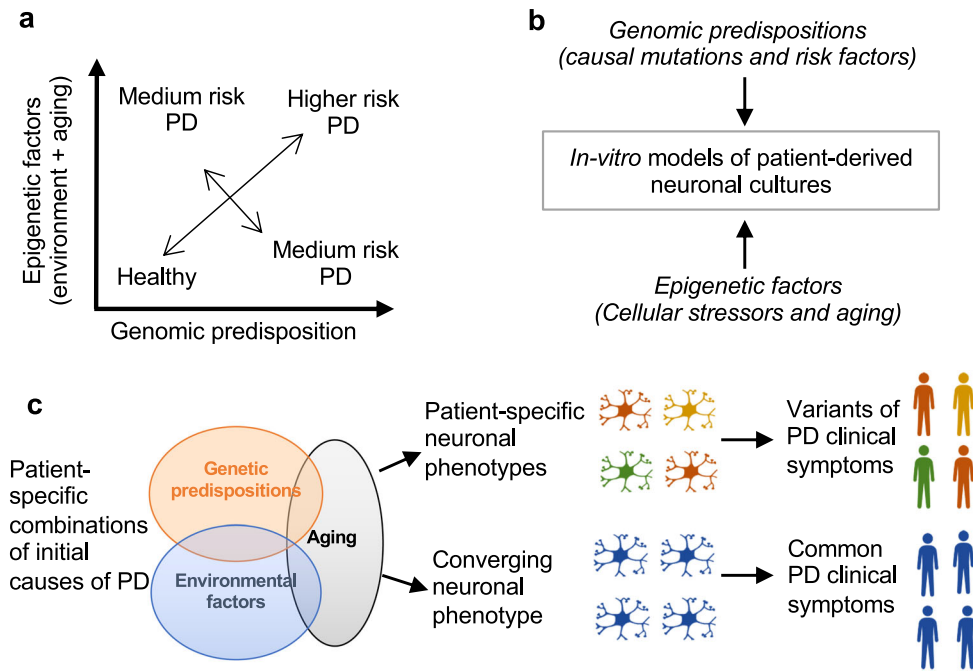 a
Epigenetic factors
(environment + aging)
Medium risk
PD
Higher risk
PD
Healthy
Medium risk
PD
Genomic predisposition
b
Genomic predispositions
(causal mutations and risk factors)
In-vitro models of patient-derived
neuronal cultures
Epigenetic factors
(Cellular stressors and aging)
c
Patient-
specific
combinations
of initial
causes of PD
Genetic
predispositions
Aging
Environmental
factors
Patient-specific
neuronal
phenotypes
Variants of
PD clinical
symptoms
Converging
neuronal
phenotype
Common
PD clinical
symptoms